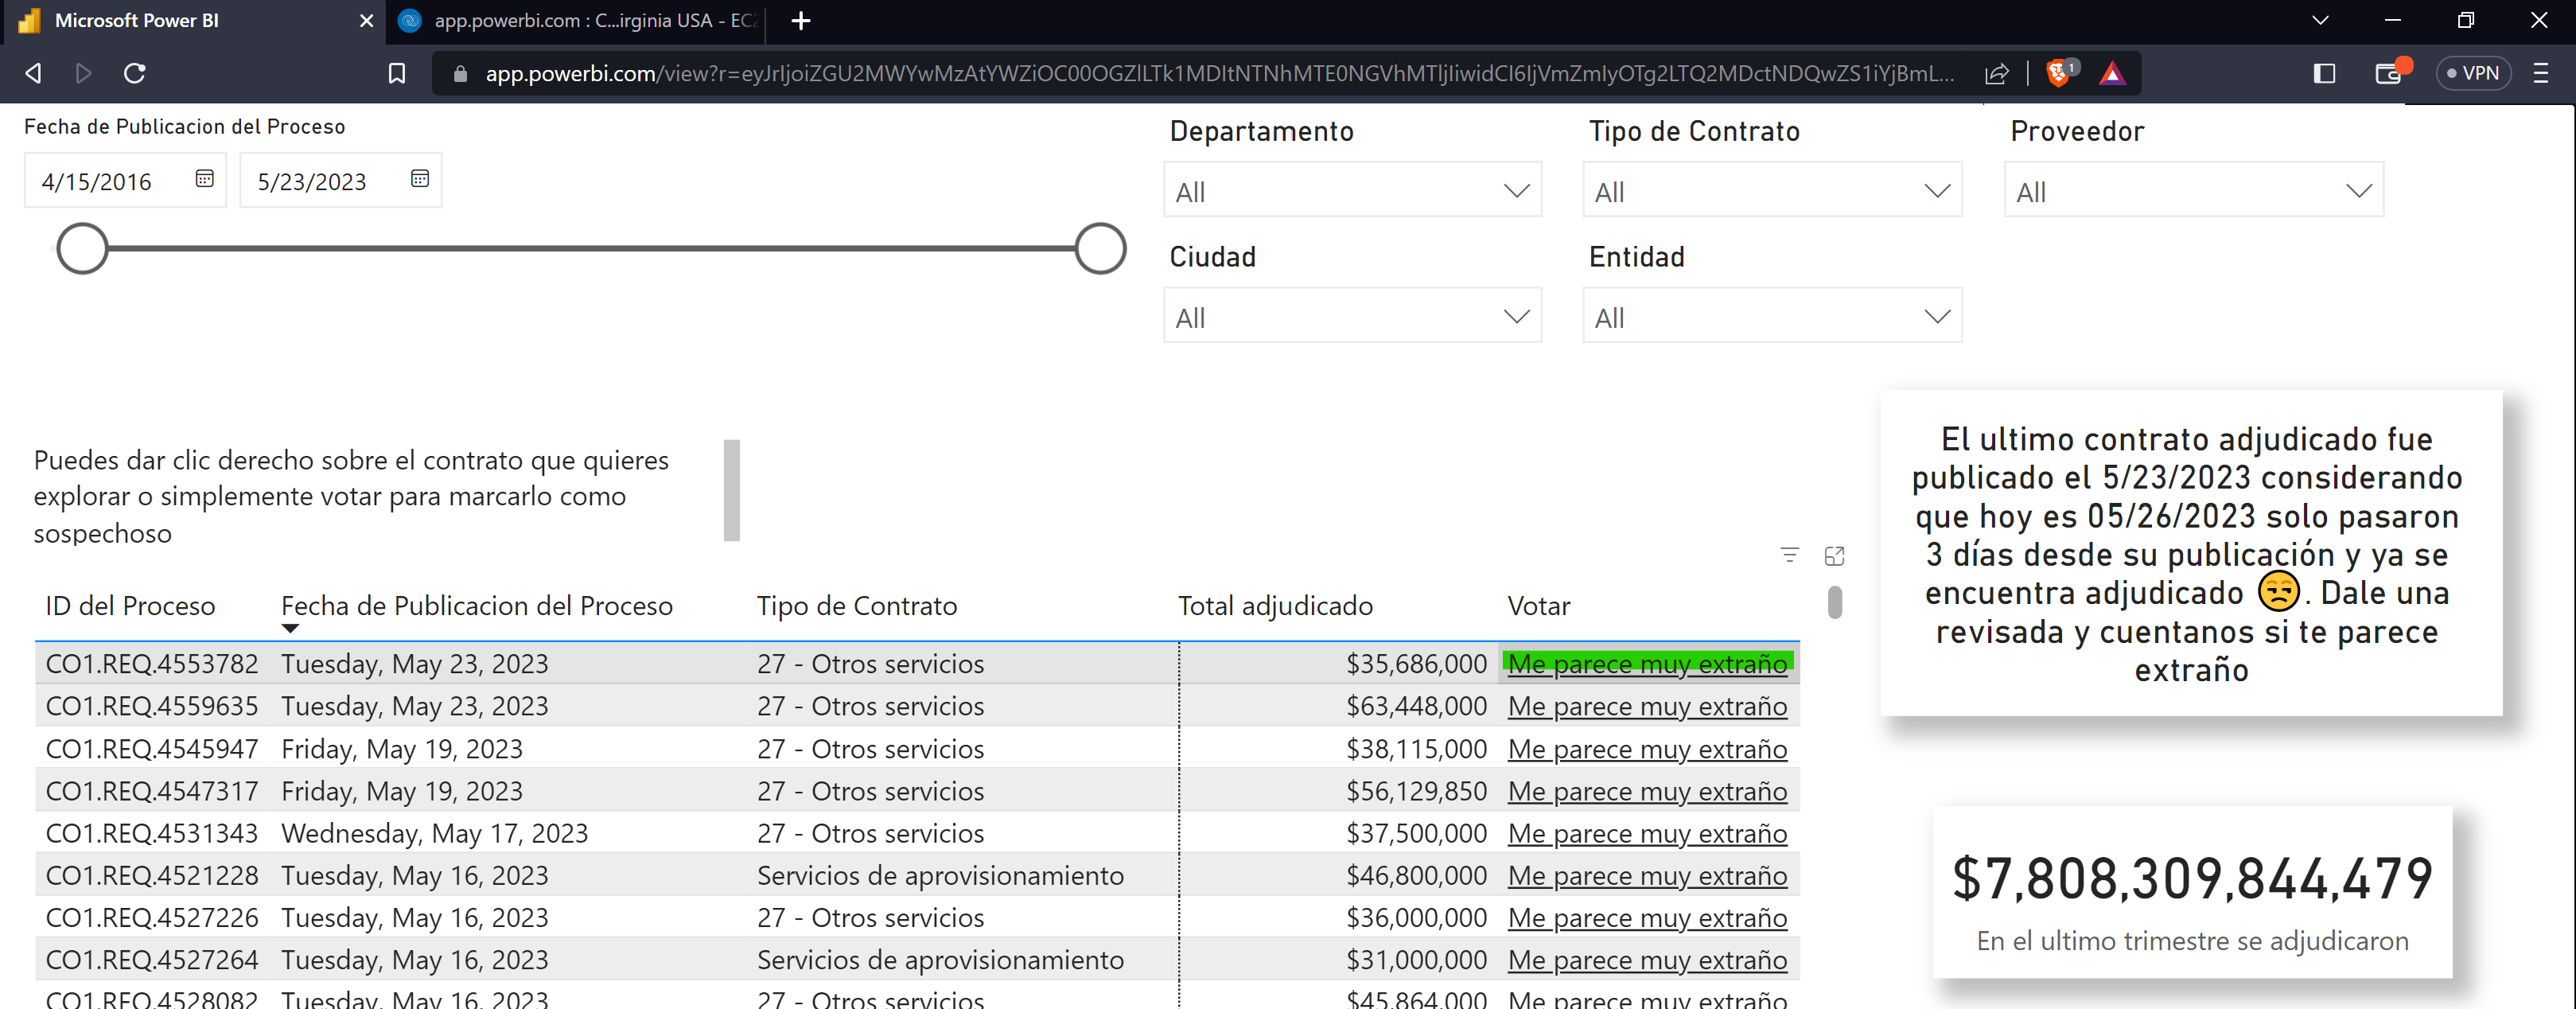 Microsoft Power BI
app.powerbi.com : C...irginia USA - EC2
app.powerbi.com/view?r=eyJrIjoiZGU2MWYwMzAtYWZiOC00OGZlLTk1MDItNTNhMTE0NGVhMTljIiwidCI6IjVmZmIyOTg2LTQ2MDctNDQwZS1iYjBmL...
1
VPN
Fecha de Publicacion del Proceso
4/15/2016 5/23/2023
Departamento Tipo de Contrato Proveedor
All All All
Ciudad Entidad
All All
Puedes dar clic derecho sobre el contrato que quieres
explorar o simplemente votar para marcarlo como
sospechoso
El ultimo contrato adjudicado fue
publicado el 5/23/2023 considerando
que hoy es 05/26/2023 solo pasaron
3 días desde su publicación y ya se
encuentra adjudicado 😒. Dale una
revisada y cuentanos si te parece
extraño
ID del Proceso Fecha de Publicacion del Proceso Tipo de Contrato Total adjudicado Votar
CO1.REQ.4553782 Tuesday, May 23, 2023 27 - Otros servicios $35,686,000 Me parece muy extraño
CO1.REQ.4559635 Tuesday, May 23, 2023 27 - Otros servicios $63,448,000 Me parece muy extraño
CO1.REQ.4545947 Friday, May 19, 2023 27 - Otros servicios $38,115,000 Me parece muy extraño
CO1.REQ.4547317 Friday, May 19, 2023 27 - Otros servicios $56,129,850 Me parece muy extraño
CO1.REQ.4531343 Wednesday, May 17, 2023 27 - Otros servicios $37,500,000 Me parece muy extraño
CO1.REQ.4521228 Tuesday, May 16, 2023 Servicios de aprovisionamiento $46,800,000 Me parece muy extraño
CO1.REQ.4527226 Tuesday, May 16, 2023 27 - Otros servicios $36,000,000 Me parece muy extraño
CO1.REQ.4527264 Tuesday, May 16, 2023 Servicios de aprovisionamiento $31,000,000 Me parece muy extraño
CO1.REQ.4528082 Tuesday, May 16, 2023 27 - Otros servicios $45,864,000 Me parece muy extraño
$7,808,309,844,479
En el ultimo trimestre se adjudicaron